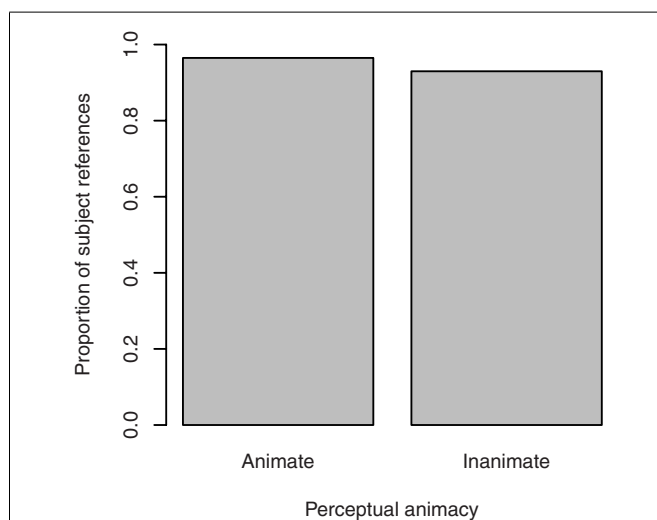 Proportion of subject references
1.0
0.8
0.6
0.4
0.2
0.0
Animate
Inanimate
Perceptual animacy